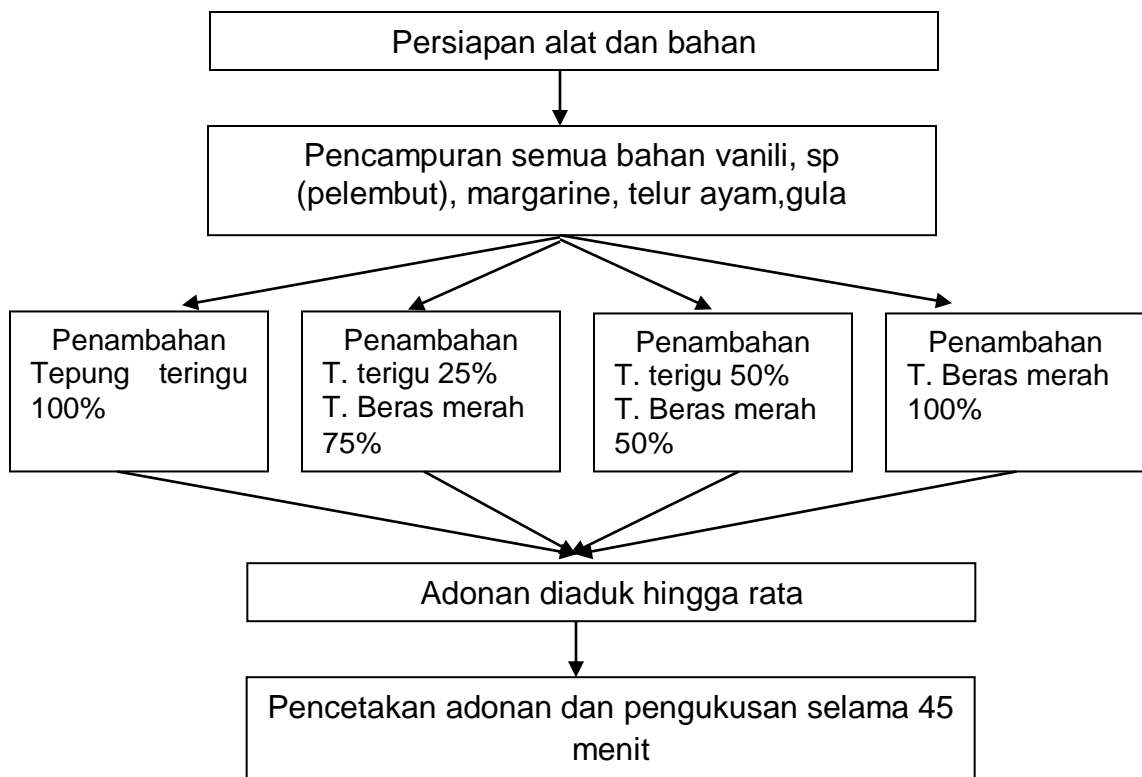 Persiapan alat dan bahan
Pencampuran semua bahan vanili, sp
(pelembut), margarine, telur ayam,gula
Penambahan
Tepung teringu
100%
Penambahan
T. terigu 25%
T. Beras merah
75%
Penambahan
T. terigu 50%
T. Beras merah
50%
Penambahan
T. Beras merah
100%
Adonan diaduk hingga rata
Pencetakan adonan dan pengukusan selama 45
menit